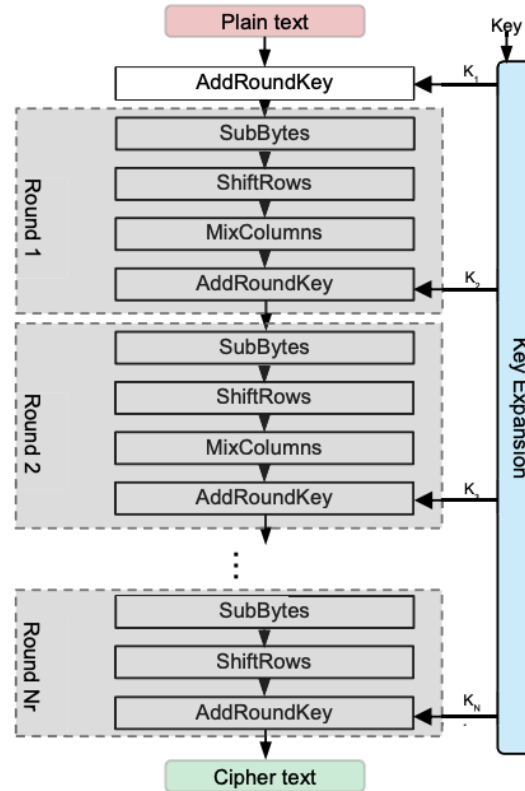 Plain text
Key
AddRoundKey
K1
Round 1
SubBytes
ShiftRows
MixColumns
AddRoundKey
K2
Key Expansion
Round 2
SubBytes
ShiftRows
MixColumns
AddRoundKey
K3
⋮
Round Nr
SubBytes
ShiftRows
AddRoundKey
KN
Cipher text